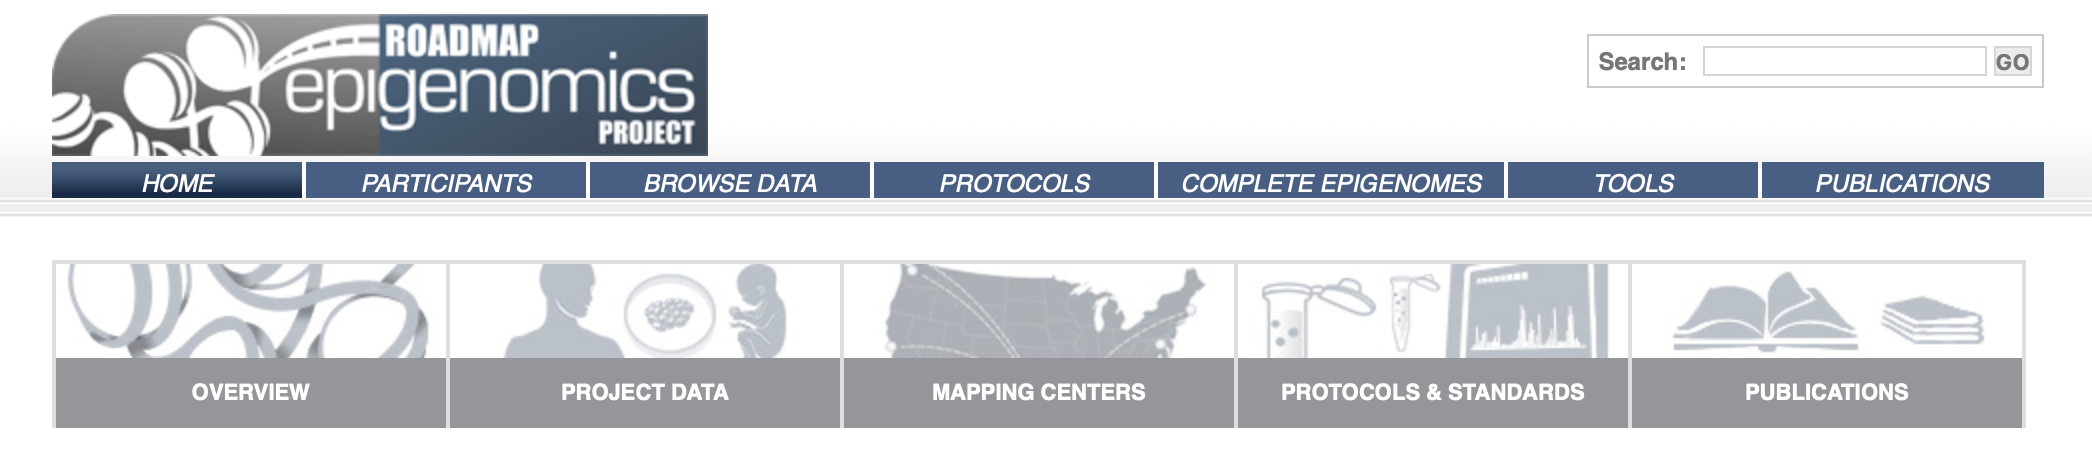 ROADMAP
epigenomics
PROJECT
Search: GO
HOME PARTICIPANTS BROWSE DATA PROTOCOLS COMPLETE EPIGENOMES TOOLS PUBLICATIONS
OVERVIEW PROJECT DATA MAPPING CENTERS PROTOCOLS & STANDARDS PUBLICATIONS